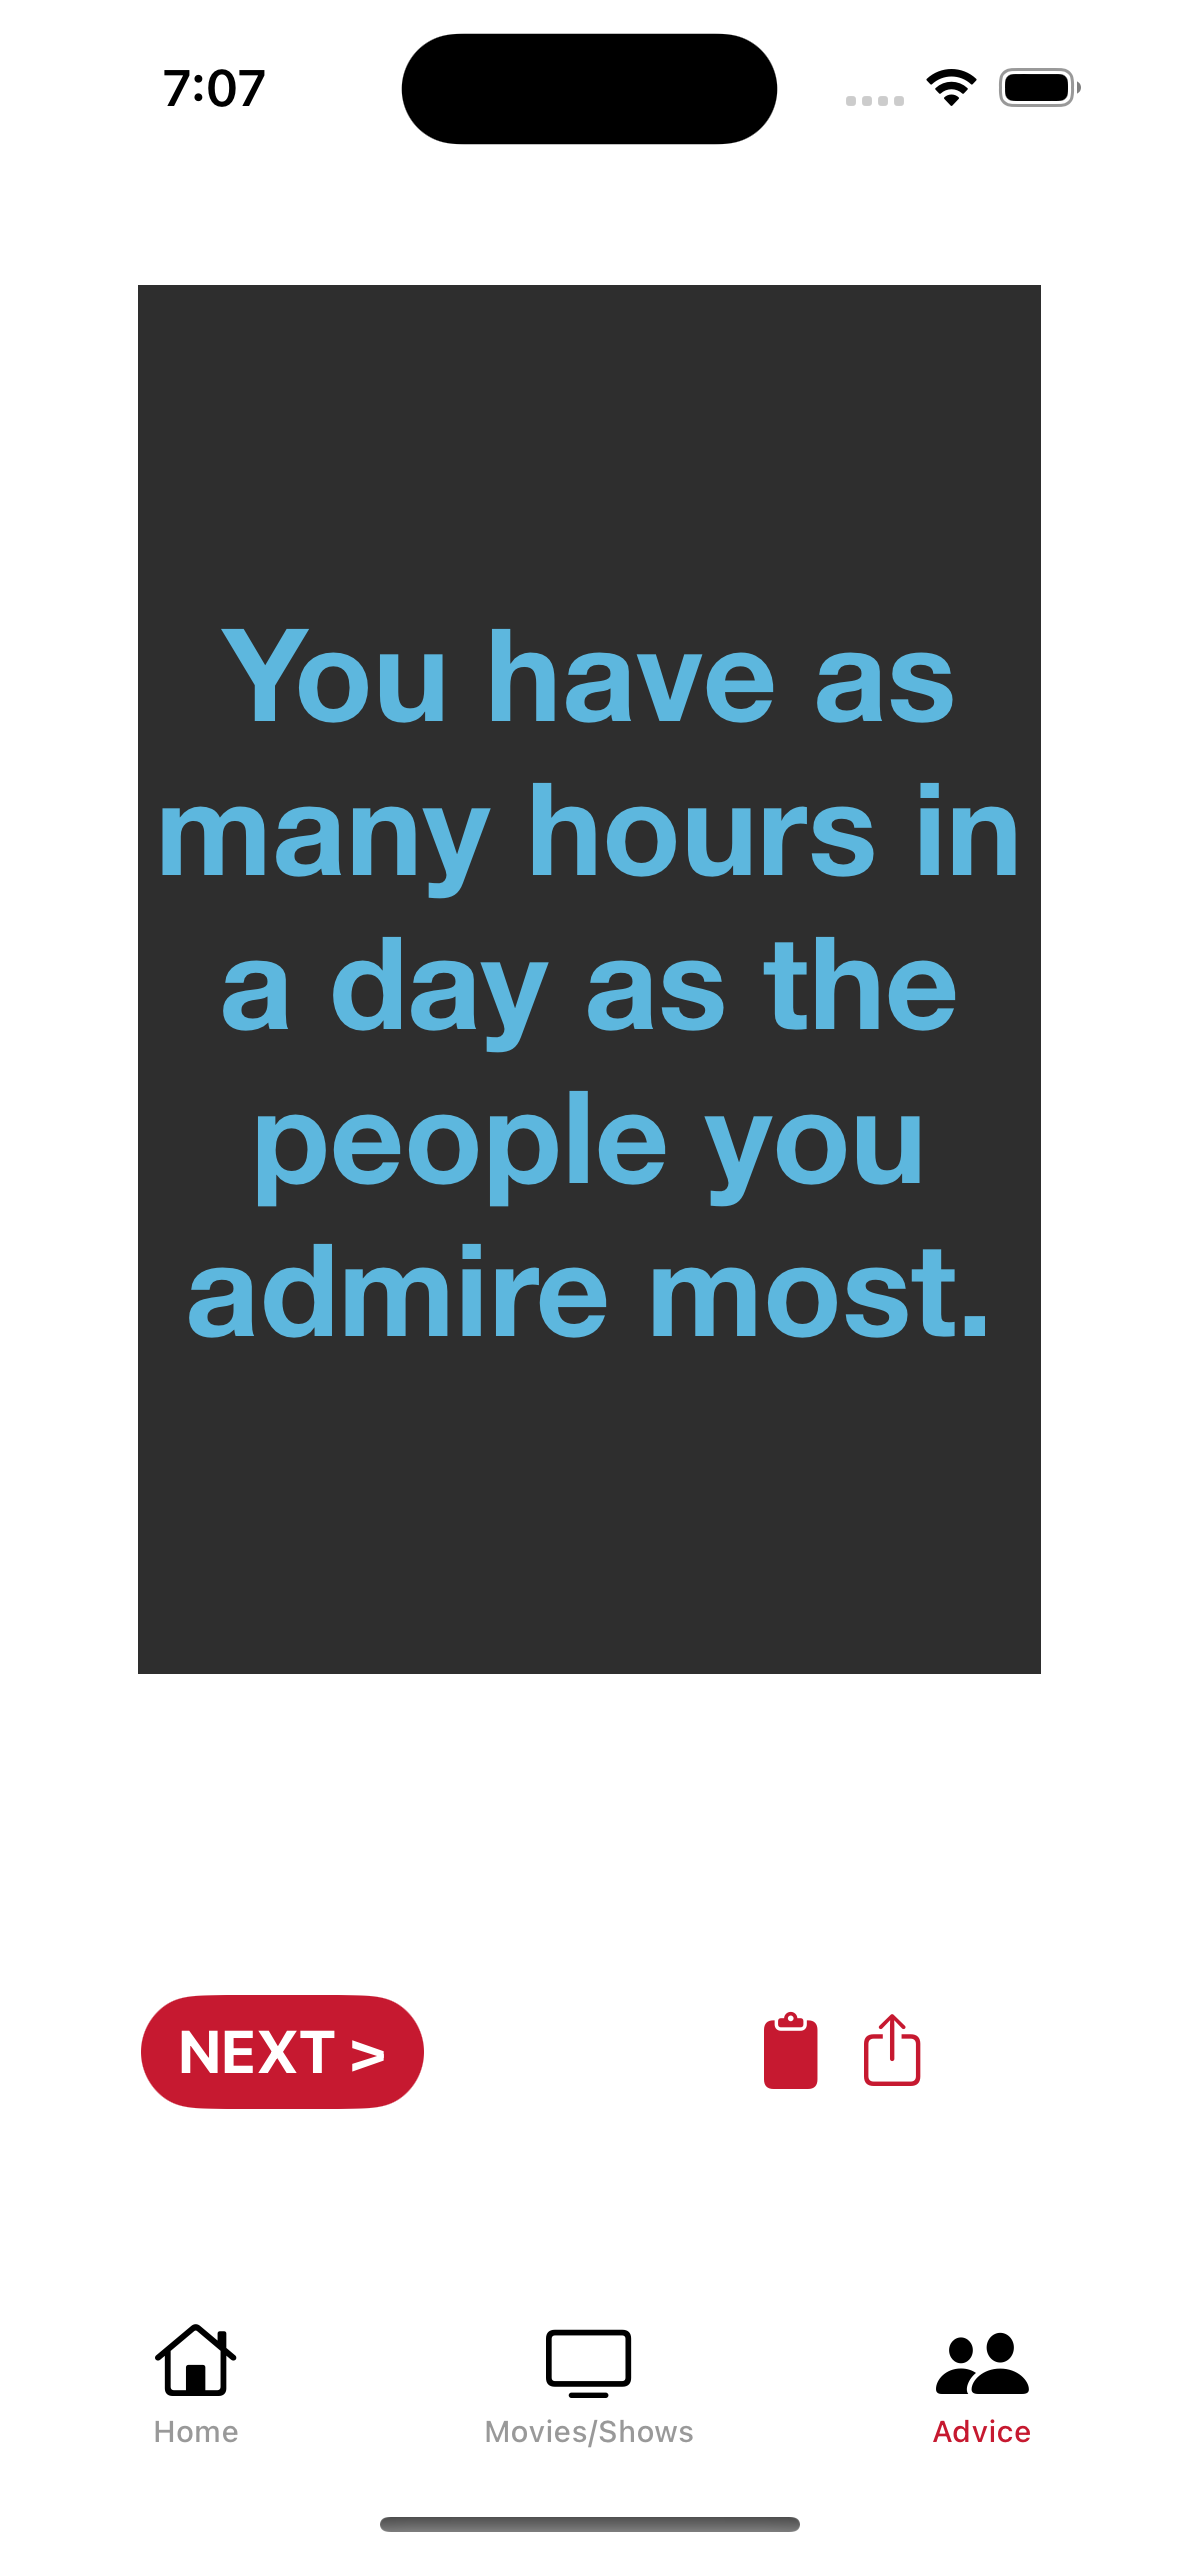 7:07
You have as
many hours in
a day as the
people you
admire most.
NEXT >
Home
Movies/Shows
Advice